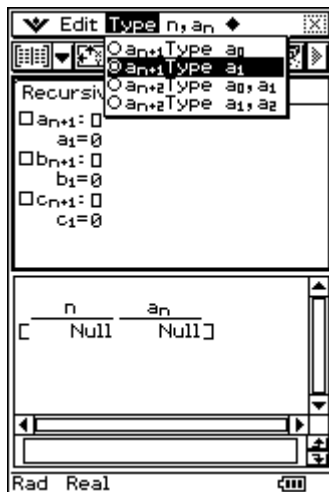 Edit Type n,aₙ ◆
aₙ₊₁Type a₀
aₙ₊₁Type a₁
aₙ₊₂Type a₀,a₁
aₙ₊₂Type a₁,a₂
Recursiv
aₙ₊₁:
a₁=0
bₙ₊₁:
b₁=0
cₙ₊₁:
c₁=0
n aₙ
[ Null Null]
Rad Real